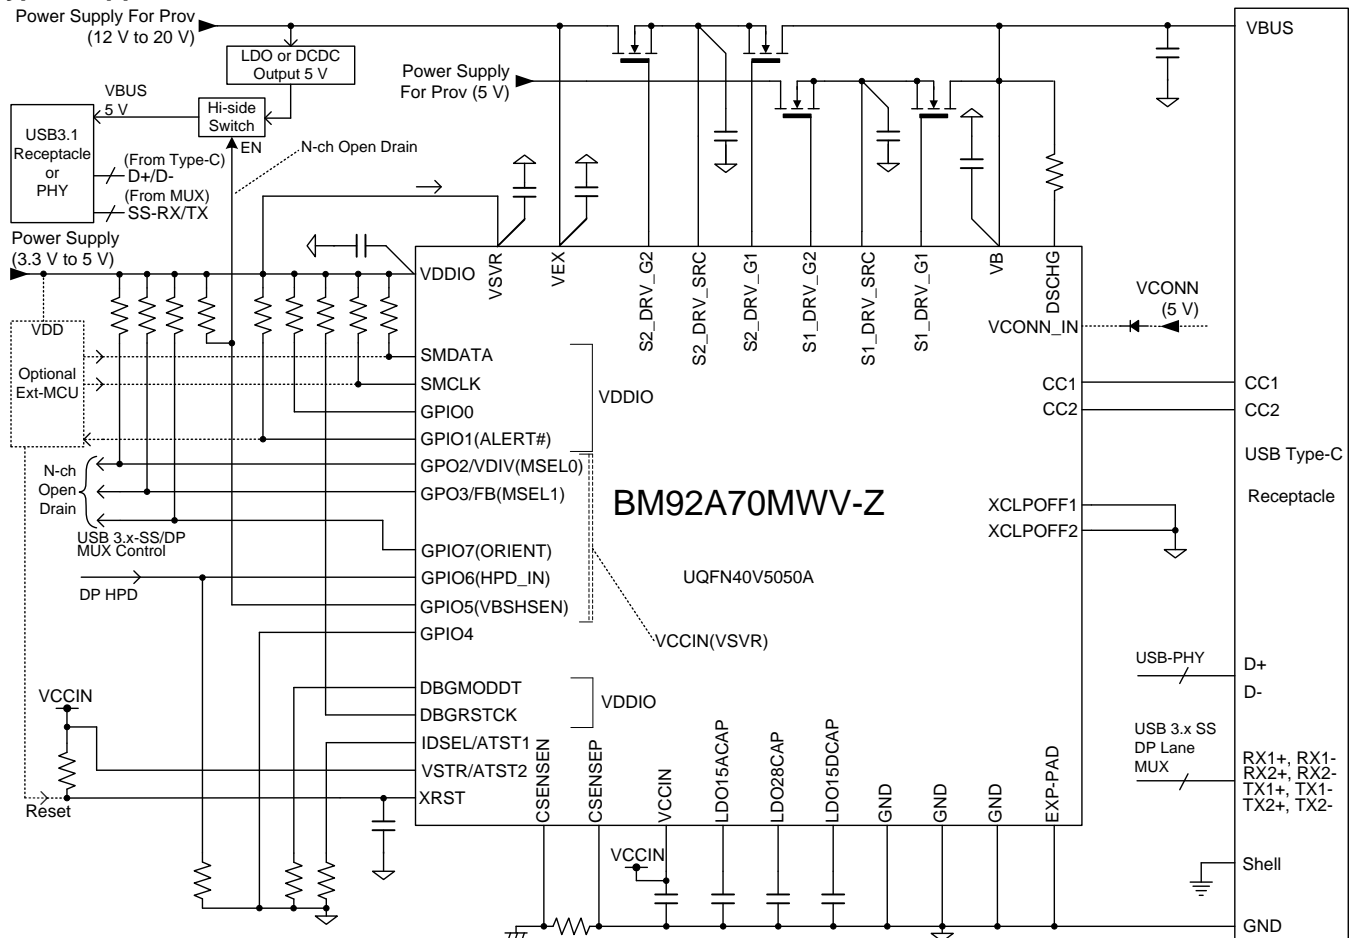 Power Supply For Prov
(12 V to 20 V)
LDO or DCDC
Output 5 V
Power Supply
For Prov (5 V)
VBUS
5 V
Hi-side
Switch
EN
USB3.1
Receptacle
or
PHY
(From Type-C)
D+/D-
(From MUX)
SS-RX/TX
N-ch Open Drain
Power Supply
(3.3 V to 5 V)
VBUS
VDDIO
VSVR
VEX
S2_DRV_G2
S2_DRV_SRC
S2_DRV_G1
S1_DRV_G2
S1_DRV_SRC
S1_DRV_G1
VB
DSCHG
VCONN
(5 V)
VCONN_IN
VDD
Optional
Ext-MCU
SMDATA
SMCLK
GPIO0
GPIO1(ALERT#)
VDDIO
GPO2/VDIV(MSEL0)
GPO3/FB(MSEL1)
GPIO7(ORIENT)
GPIO6(HPD_IN)
GPIO5(VBSHSEN)
GPIO4
VCCIN(VSVR)
N-ch
Open
Drain
USB 3.x-SS/DP
MUX Control
DP HPD
BM92A70MWV-Z
UQFN40V5050A
CC1
CC2
CC1
CC2
USB Type-C
Receptacle
XCLPOFF1
XCLPOFF2
DBGMODDT
DBGRSTCK
VDDIO
IDSEL/ATST1
VSTR/ATST2
XRST
VCCIN
Reset
CSENSEN
CSENSEP
VCCIN
LDO15ACAP
LDO28CAP
LDO15DCAP
GND
GND
GND
EXP-PAD
VCCIN
USB-PHY
D+
D-
USB 3.x SS
DP Lane
MUX
RX1+, RX1-
RX2+, RX2-
TX1+, TX1-
TX2+, TX2-
Shell
GND